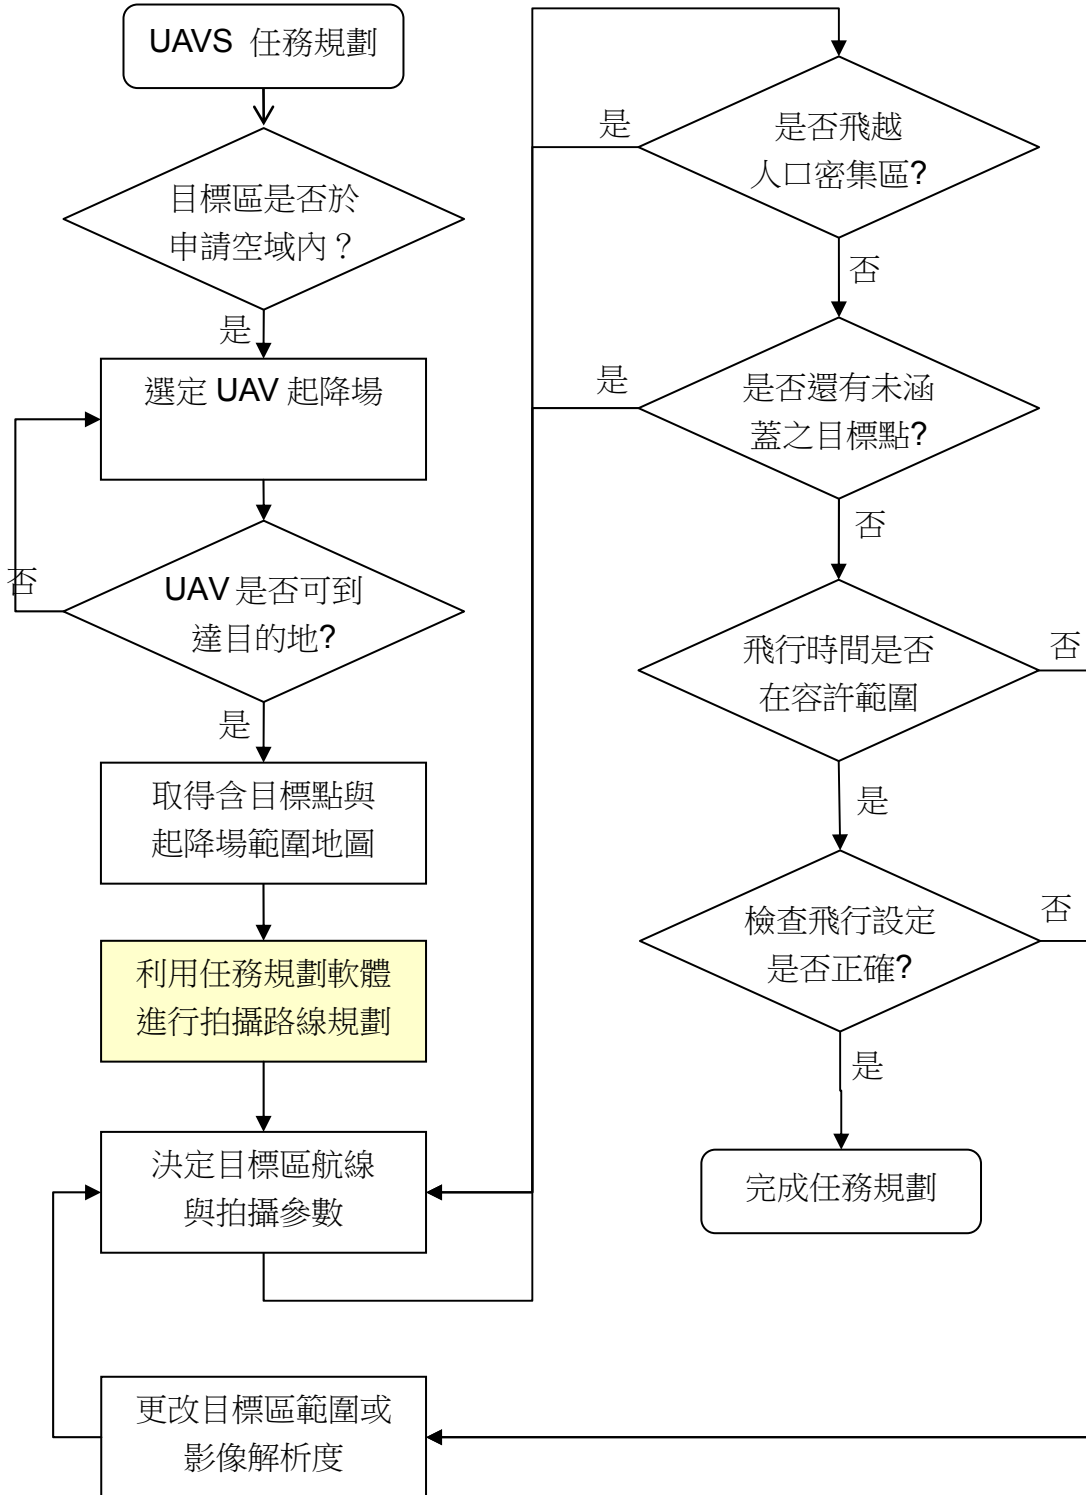 UAVS 任務規劃
目標區是否於
申請空域內？
是
選定 UAV 起降場
否
UAV 是否可到
達目的地?
是
取得含目標點與
起降場範圍地圖
利用任務規劃軟體
進行拍攝路線規劃
決定目標區航線
與拍攝參數
更改目標區範圍或
影像解析度
是
是否飛越
人口密集區?
否
是
是否還有未涵
蓋之目標點?
否
飛行時間是否
在容許範圍
否
是
檢查飛行設定
是否正確?
否
是
完成任務規劃